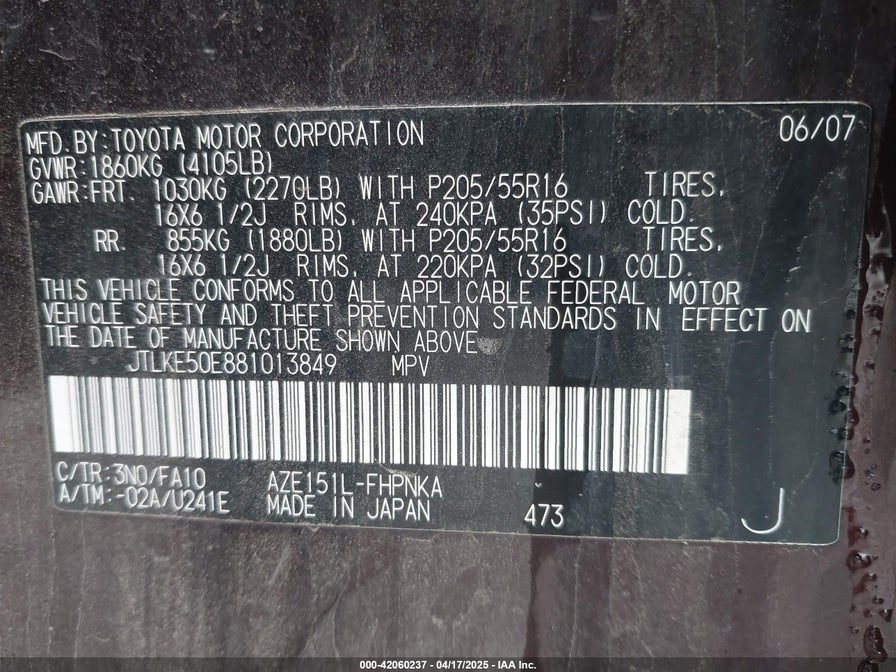 MFD. BY: TOYOTA MOTOR CORPORATION 06/07
GVWR: 1860KG (4105LB)
GAWR: FRT. 1030KG (2270LB) WITH P205/55R16 TIRES,
16X6 1/2J RIMS, AT 240KPA (35PSI) COLD.
RR. 855KG (1880LB) WITH P205/55R16 TIRES,
16X6 1/2J RIMS, AT 220KPA (32PSI) COLD.
THIS VEHICLE CONFORMS TO ALL APPLICABLE FEDERAL MOTOR
VEHICLE SAFETY AND THEFT PREVENTION STANDARDS IN EFFECT ON
THE DATE OF MANUFACTURE SHOWN ABOVE
JTLKE50E881013849 MPV
C/TR: 3N0/FA10 AZE151L-FHPNKA
A/TM: -02A/U241E MADE IN JAPAN 473 J
000-42060237 - 04/17/2025 - IAA Inc.